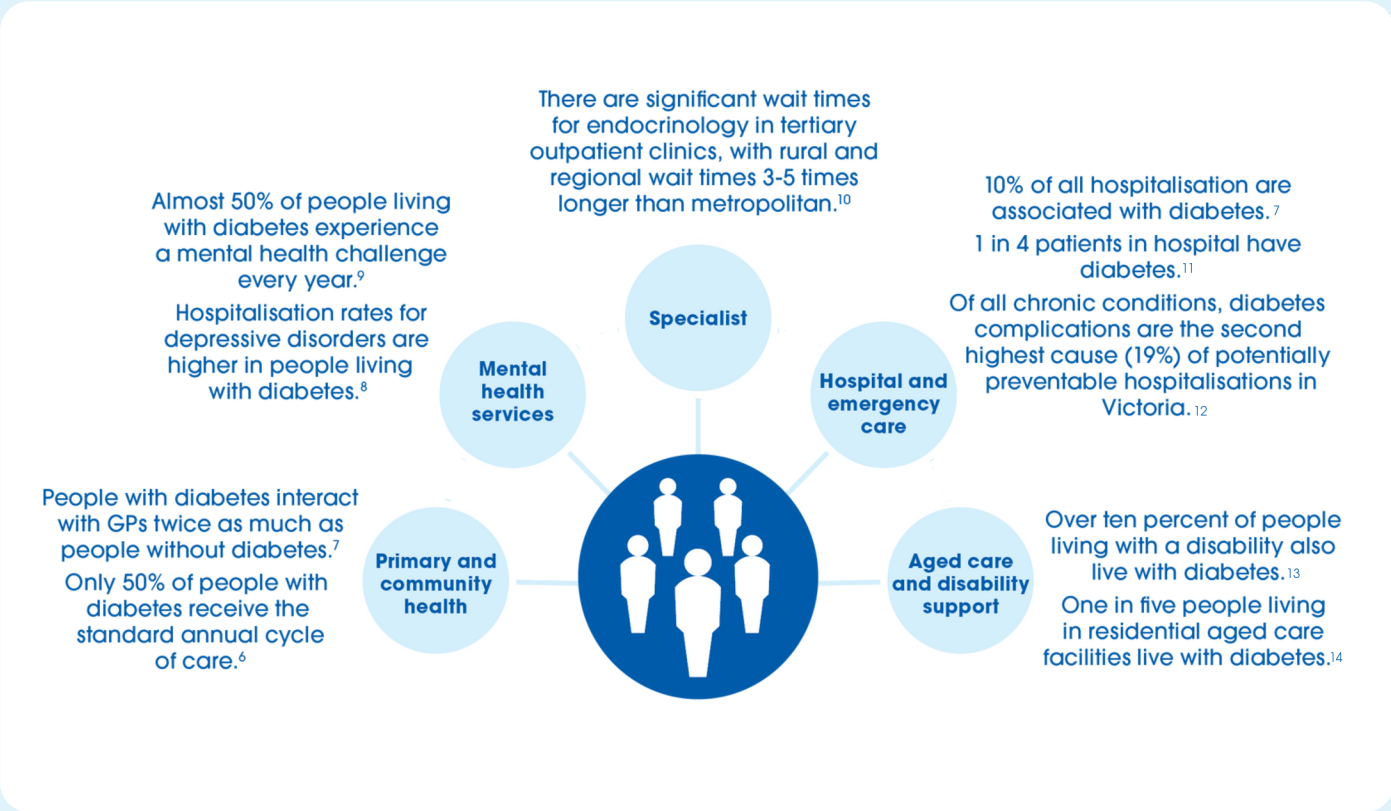 There are significant wait times
for endocrinology in tertiary
outpatient clinics, with rural and
regional wait times 3-5 times
longer than metropolitan.¹⁰
Almost 50% of people living
with diabetes experience
a mental health challenge
every year.⁹
Hospitalisation rates for
depressive disorders are
higher in people living
with diabetes.⁸
10% of all hospitalisation are
associated with diabetes.⁷
1 in 4 patients in hospital have
diabetes.¹¹
Of all chronic conditions, diabetes
complications are the second
highest cause (19%) of potentially
preventable hospitalisations in
Victoria.¹²
Specialist
Mental
health
services
Hospital and
emergency
care
People with diabetes interact
with GPs twice as much as
people without diabetes.⁷
Only 50% of people with
diabetes receive the
standard annual cycle
of care.⁶
Primary and
community
health
Aged care
and disability
support
Over ten percent of people
living with a disability also
live with diabetes.¹³
One in five people living
in residential aged care
facilities live with diabetes.¹⁴